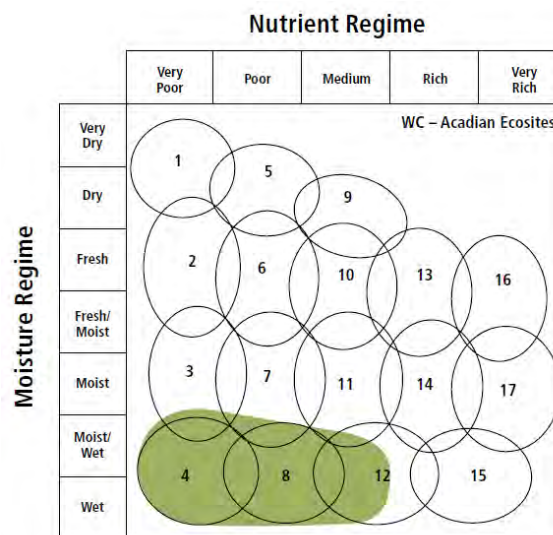 Nutrient Regime
Very
Poor
Poor
Medium
Rich
Very
Rich
WC – Acadian Ecosites
Moisture Regime
Very
Dry
Dry
Fresh
Fresh/
Moist
Moist
Moist/
Wet
Wet
1
5
9
2
6
10
13
16
3
7
11
14
17
4
8
12
15